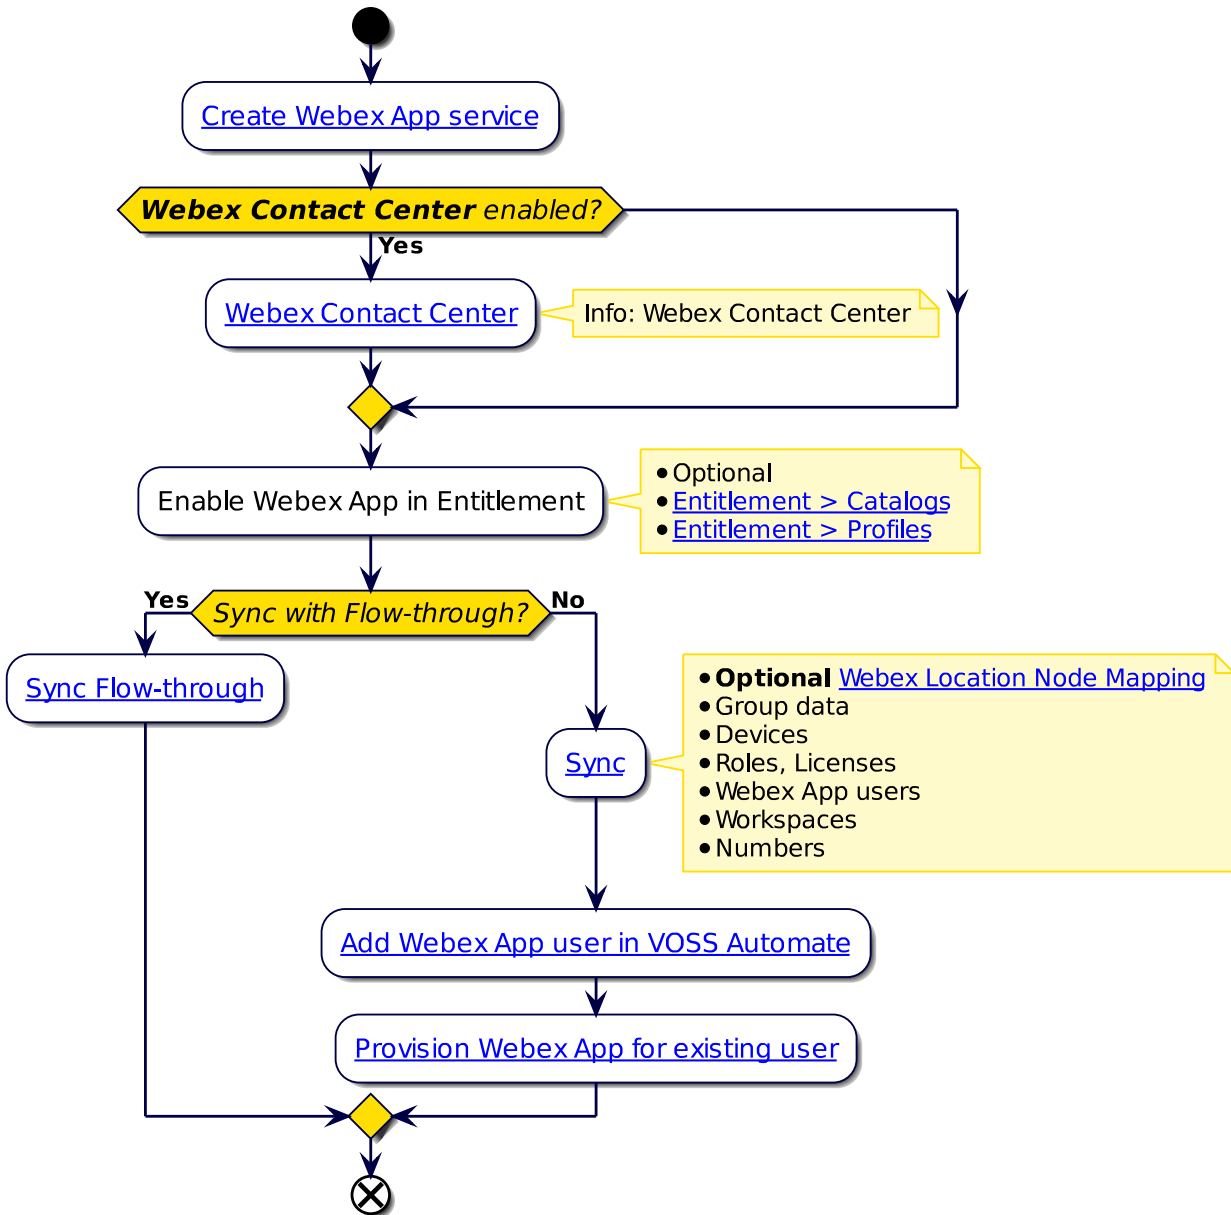 Create Webex App service
Webex Contact Center enabled?
Yes
Webex Contact Center
Info: Webex Contact Center
Enable Webex App in Entitlement
• Optional
• Entitlement > Catalogs
• Entitlement > Profiles
Yes
Sync with Flow-through?
No
Sync Flow-through
Sync
• Optional Webex Location Node Mapping
• Group data
• Devices
• Roles, Licenses
• Webex App users
• Workspaces
• Numbers
Add Webex App user in VOSS Automate
Provision Webex App for existing user